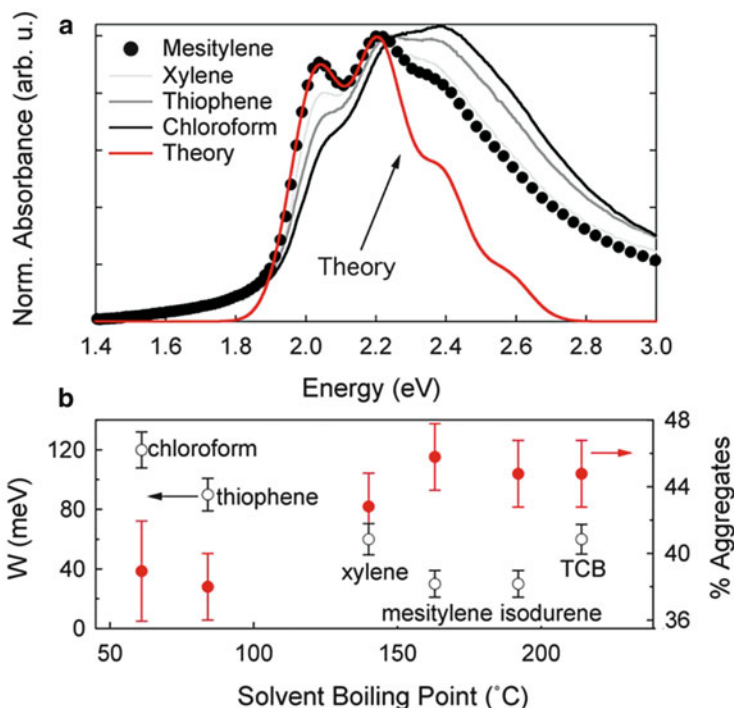 a
Mesitylene
Xylene
Thiophene
Chloroform
Theory
Theory
Norm. Absorbance (arb. u.)
1.4 1.6 1.8 2.0 2.2 2.4 2.6 2.8 3.0
Energy (eV)
b
120
80
40
0
W (meV)
chloroform
thiophene
xylene
mesitylene isodurene
TCB
48
44
40
36
% Aggregates
50 100 150 200
Solvent Boiling Point (˚C)